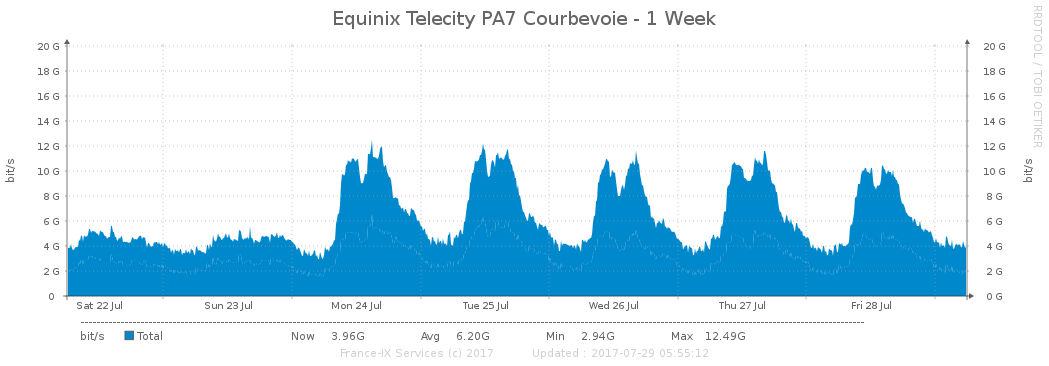 Equinix Telecity PA7 Courbevoie - 1 Week
RRDTOOL / TOBI OETIKER
bit/s
20 G 20 G
18 G 18 G
16 G 16 G
14 G 14 G
12 G 12 G
10 G 10 G
8 G 8 G
6 G 6 G
4 G 4 G
2 G 2 G
0 0 G
bit/s
Sat 22 Jul Sun 23 Jul Mon 24 Jul Tue 25 Jul Wed 26 Jul Thu 27 Jul Fri 28 Jul
bit/s Total Now 3.96G Avg 6.20G Min 2.94G Max 12.49G
France-IX Services (c) 2017 Updated : 2017-07-29 05:55:12